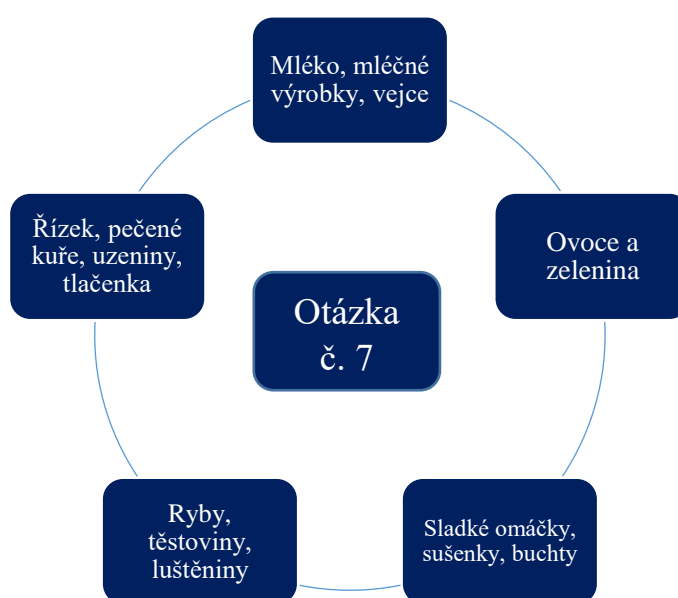 Mléko, mléčné
výrobky, vejce
Ovoce a
zelenina
Sladké omáčky,
sušenky, buchty
Ryby,
těstoviny,
luštěniny
Řízek, pečené
kuře, uzeniny,
tlačenka
Otázka
č. 7